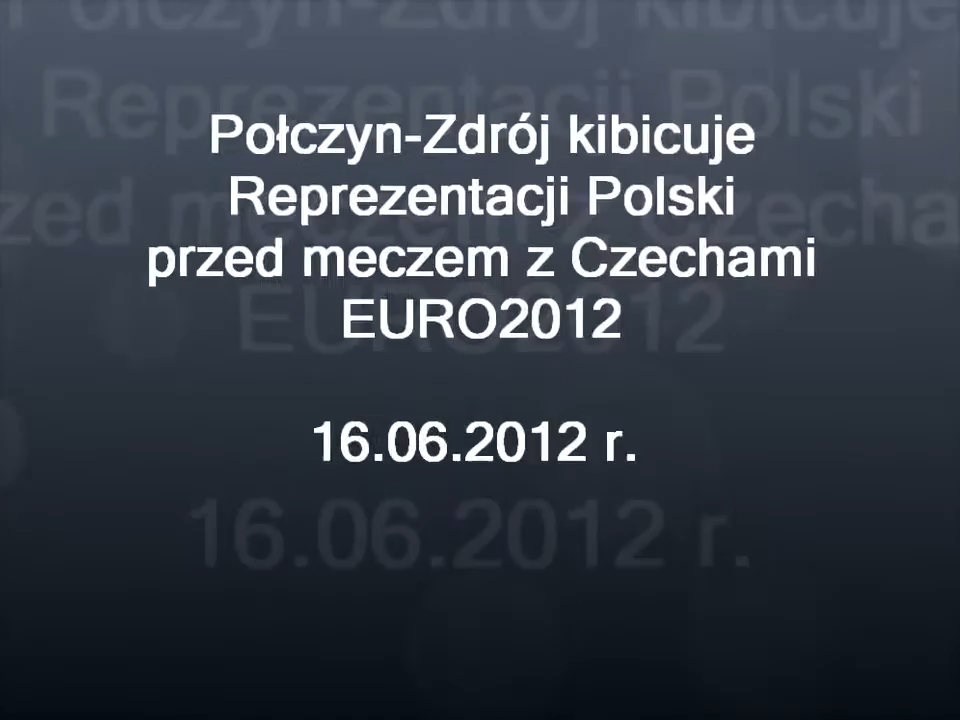 Połczyn-Zdrój kibicuje
Reprezentacji Polski
przed meczem z Czechami
EURO2012
16.06.2012 r.